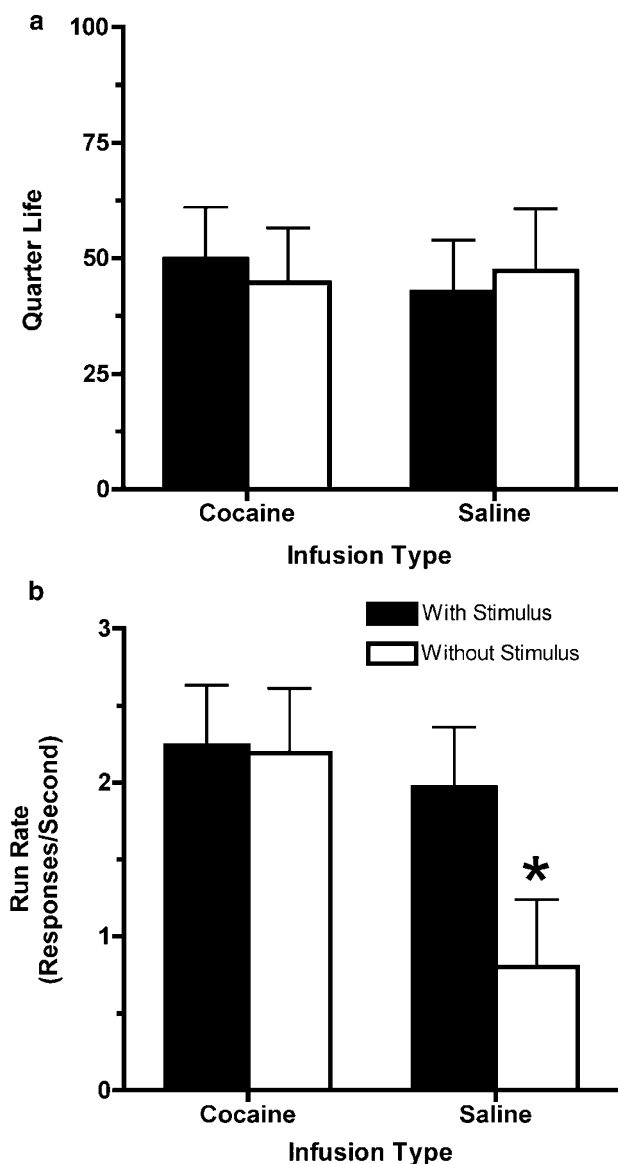 a
100
75
50
25
0
Quarter Life
Cocaine Saline
Infusion Type
b
With Stimulus
Without Stimulus
3
2
1
0
Run Rate
(Responses/Second)
*
Cocaine Saline
Infusion Type